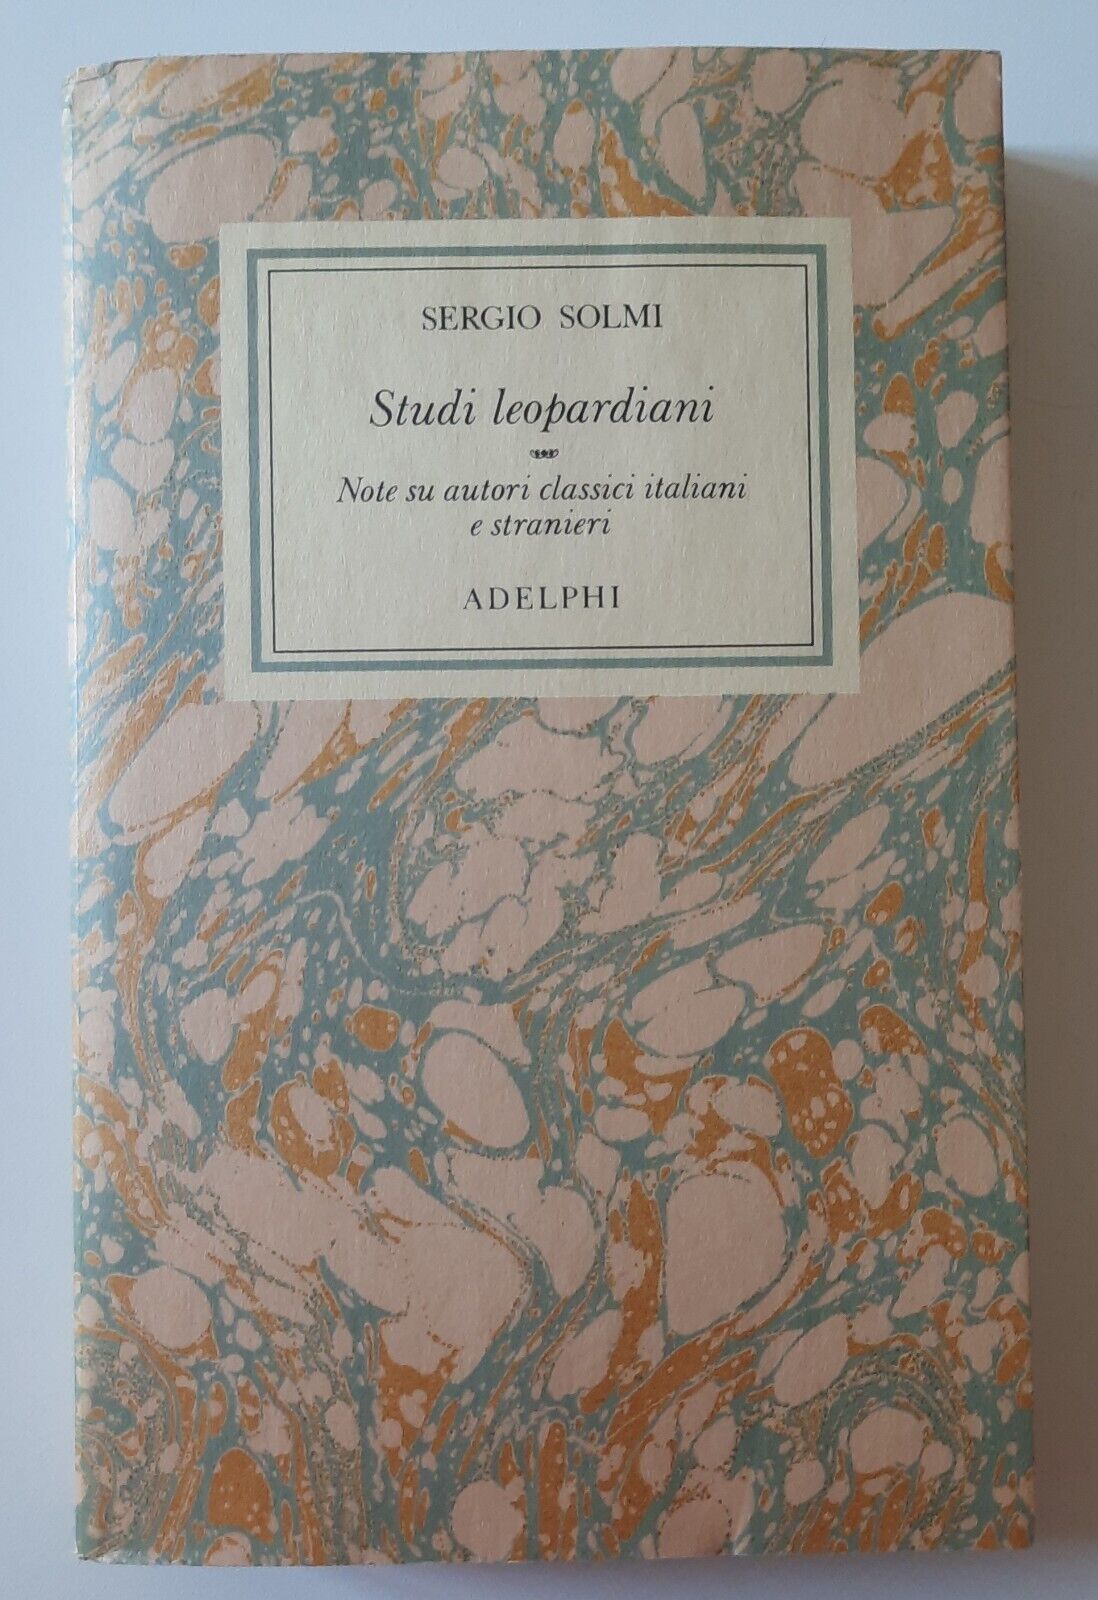 SERGIO SOLMI
Studi leopardiani
Note su autori classici italiani
e stranieri
ADELPHI